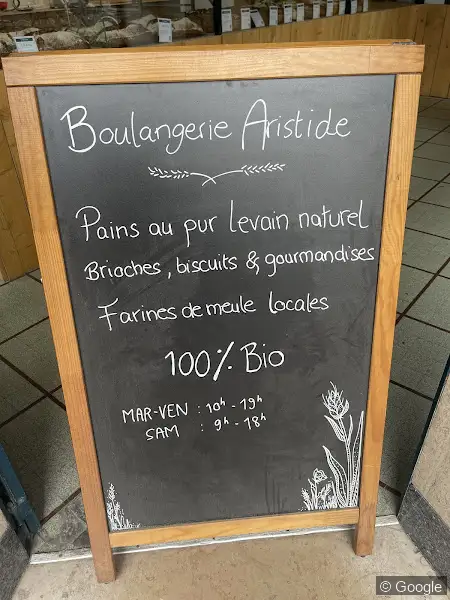 Boulangerie Aristide
Pains au pur levain naturel
Brioches, biscuits & gourmandises
Farines de meule locales
100% Bio
MAR-VEN : 10h - 19h
SAM : 9h - 18h
© Google